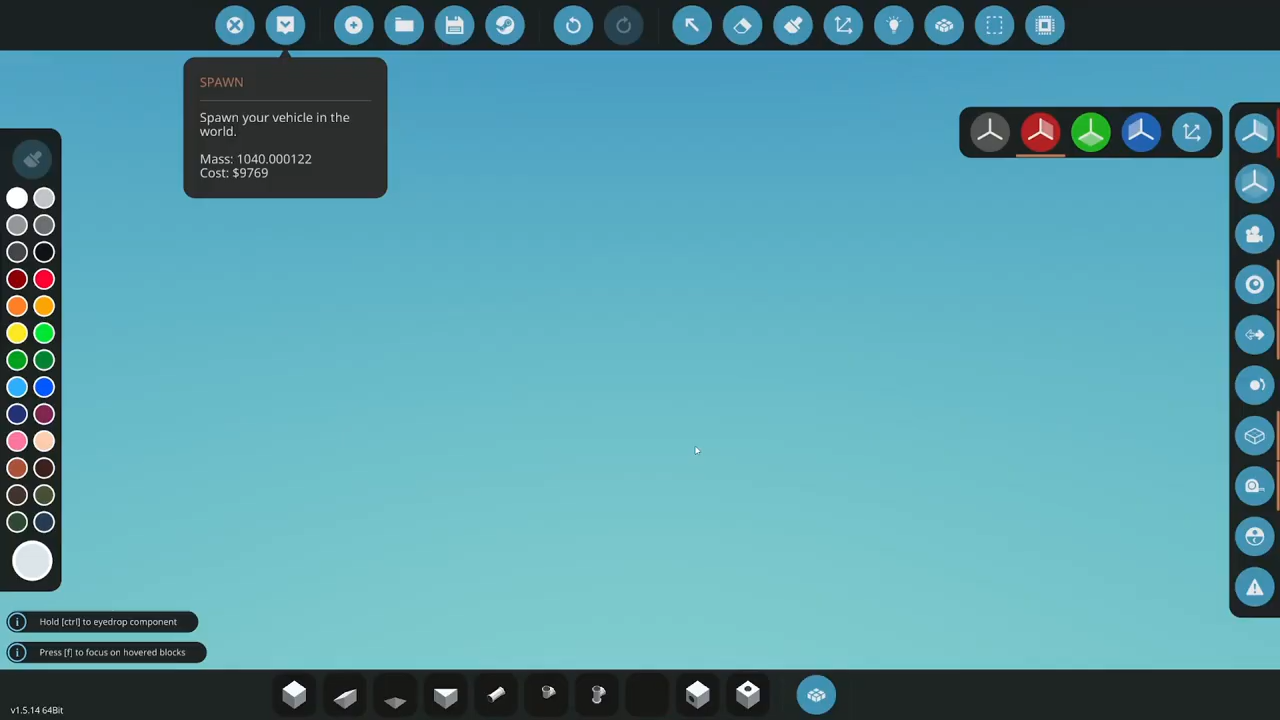 SPAWN
Spawn your vehicle in the
world.
Mass: 1040.000122
Cost: $9769
Hold [ctrl] to eyedrop component
Press [f] to focus on hovered blocks
v1.5.14 64Bit